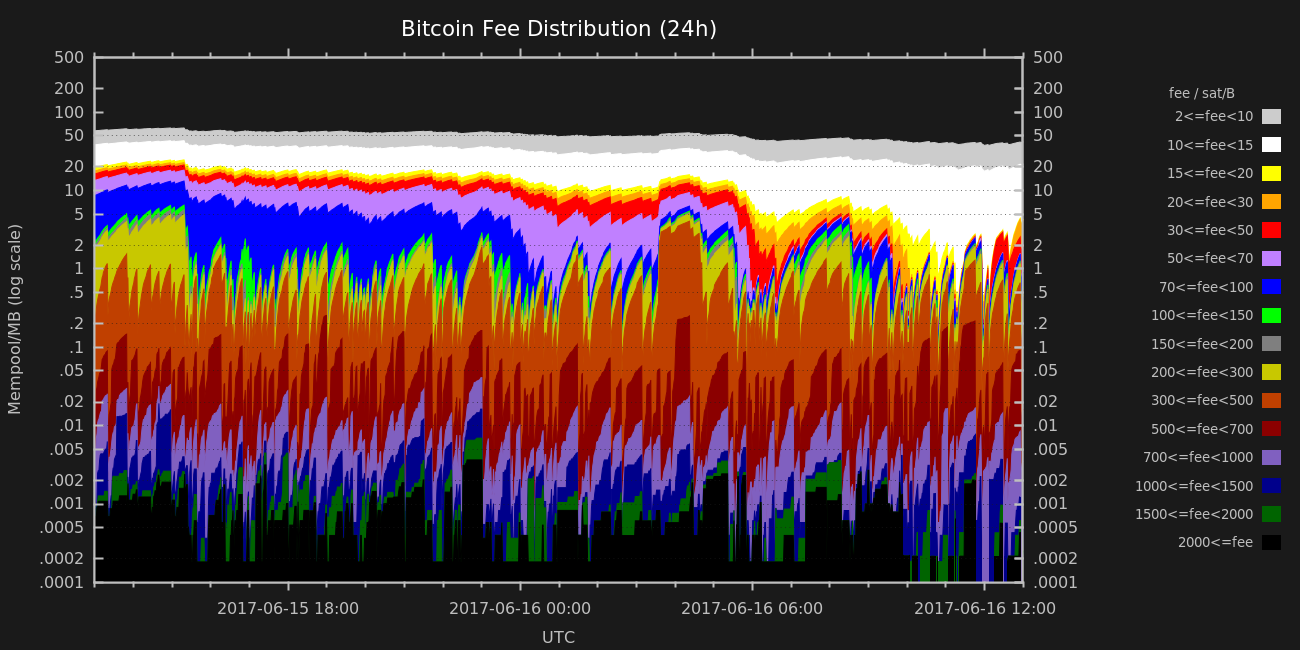 Bitcoin Fee Distribution (24h)
500
200
100
50
20
10
5
2
1
.5
.2
.1
.05
.02
.01
.005
.002
.001
.0005
.0002
.0001
Mempool/MB (log scale)
500
200
100
50
20
10
5
2
1
.5
.2
.1
.05
.02
.01
.005
.002
.001
.0005
.0002
.0001
2017-06-15 18:00
2017-06-16 00:00
2017-06-16 06:00
2017-06-16 12:00
UTC
fee / sat/B
2<=fee<10
10<=fee<15
15<=fee<20
20<=fee<30
30<=fee<50
50<=fee<70
70<=fee<100
100<=fee<150
150<=fee<200
200<=fee<300
300<=fee<500
500<=fee<700
700<=fee<1000
1000<=fee<1500
1500<=fee<2000
2000<=fee